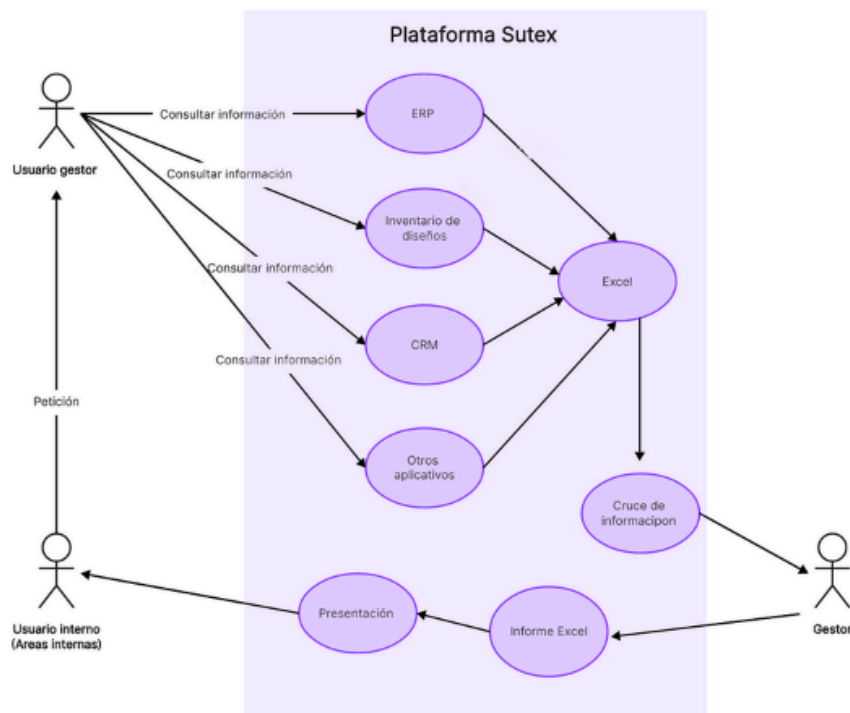 Plataforma Sutex
Consultar información
ERP
Usuario gestor
Consultar información
Inventario de
diseños
Consultar información
Excel
CRM
Consultar información
Petición
Otros
aplicativos
Cruce de
informacipon
Presentación
Informe Excel
Usuario interno
(Areas internas)
Gestor